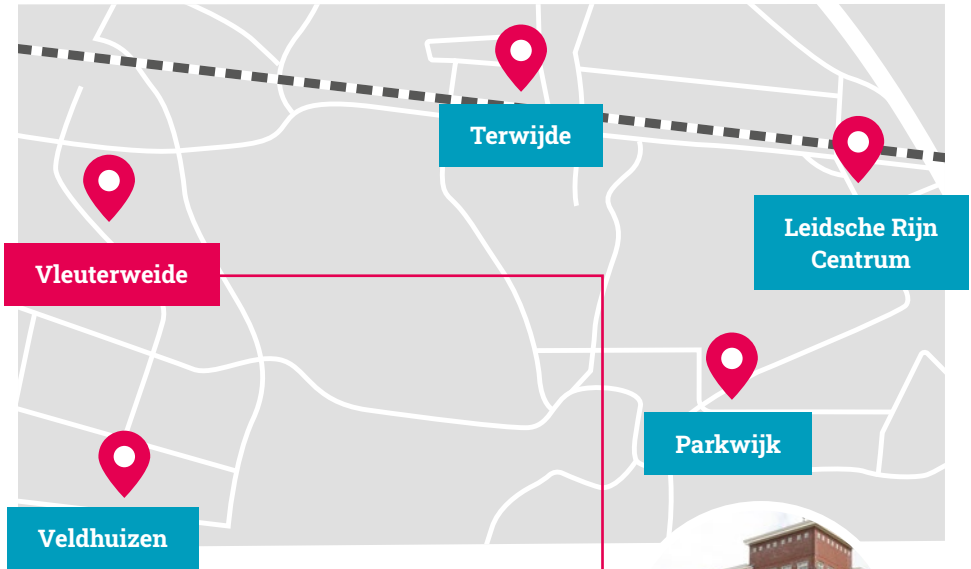 Terwijde
Leidsche Rijn
Centrum
Vleuterweide
Parkwijk
Veldhuizen